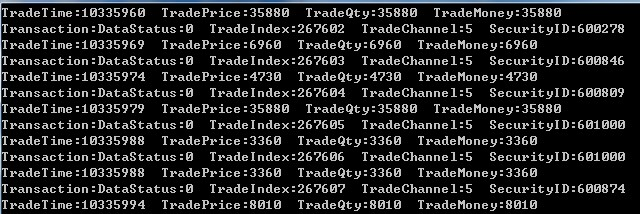 TradeTime:10335960 TradePrice:35880 TradeQty:35880 TradeMoney:35880
Transaction:DataStatus:0 TradeIndex:267602 TradeChannel:5 SecurityID:600278
TradeTime:10335969 TradePrice:6960 TradeQty:6960 TradeMoney:6960
Transaction:DataStatus:0 TradeIndex:267603 TradeChannel:5 SecurityID:600846
TradeTime:10335974 TradePrice:4730 TradeQty:4730 TradeMoney:4730
Transaction:DataStatus:0 TradeIndex:267604 TradeChannel:5 SecurityID:600809
TradeTime:10335979 TradePrice:35880 TradeQty:35880 TradeMoney:35880
Transaction:DataStatus:0 TradeIndex:267605 TradeChannel:5 SecurityID:601000
TradeTime:10335988 TradePrice:3360 TradeQty:3360 TradeMoney:3360
Transaction:DataStatus:0 TradeIndex:267606 TradeChannel:5 SecurityID:601000
TradeTime:10335988 TradePrice:3360 TradeQty:3360 TradeMoney:3360
Transaction:DataStatus:0 TradeIndex:267607 TradeChannel:5 SecurityID:600874
TradeTime:10335994 TradePrice:8010 TradeQty:8010 TradeMoney:8010